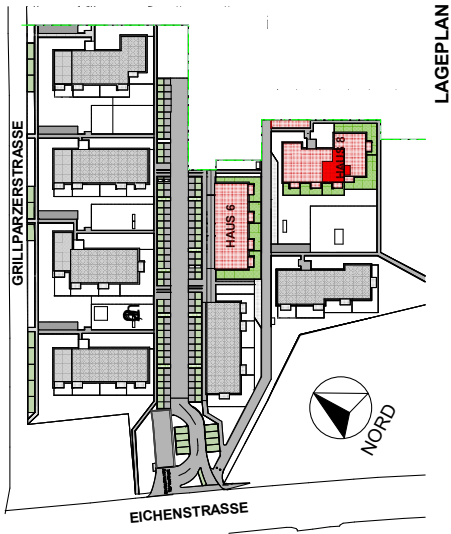 LAGEPLAN
GRILLPARZERSTRASSE
HAUS 8
HAUS 6
NORD
EICHENSTRASSE